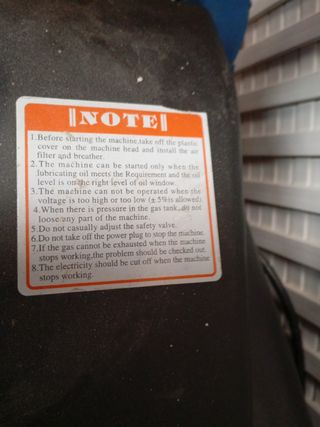 NOTE
1.Before starting the machine,take off the plastic
cover on the machine head and install the air
filter and breather.
2.The machine can be started only when the
lubricating oil meets the Requirement and the oil
level is on the right level of oil window.
3.The machine can not be operated when the
voltage is too high or too low (± 5%is allowed).
4.When there is pressure in the gas tank, do not
loose any part of the machine.
5.Do not casually adjust the safety valve.
6.Do not take off the power plug to stop the machine.
7.If the gas cannot be exhausted when the machine
stops working,the problem should be checked out.
8.The electricity should be cut off when the machine
stops working.